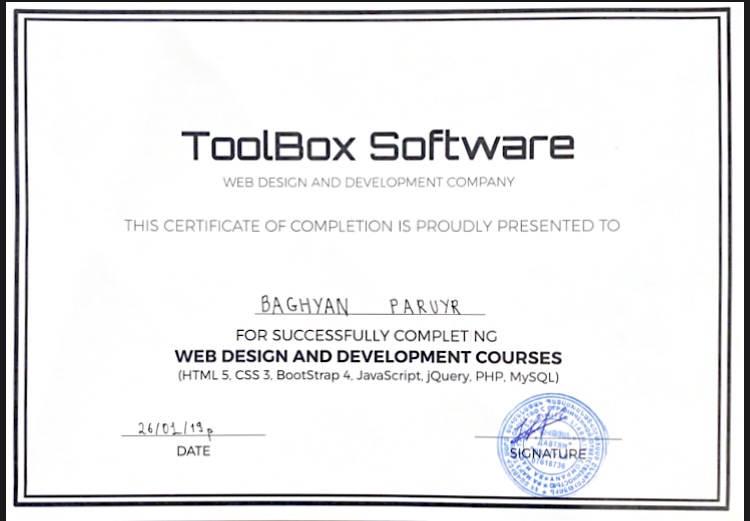 ToolBox Software
WEB DESIGN AND DEVELOPMENT COMPANY
THIS CERTIFICATE OF COMPLETION IS PROUDLY PRESENTED TO
BAGHYAN PARUYR
FOR SUCCESSFULLY COMPLET NG
WEB DESIGN AND DEVELOPMENT COURSES
(HTML 5, CSS 3, BootStrap 4, JavaScript, jQuery, PHP, MySQL)
26/01/19թ
DATE
SIGNATURE